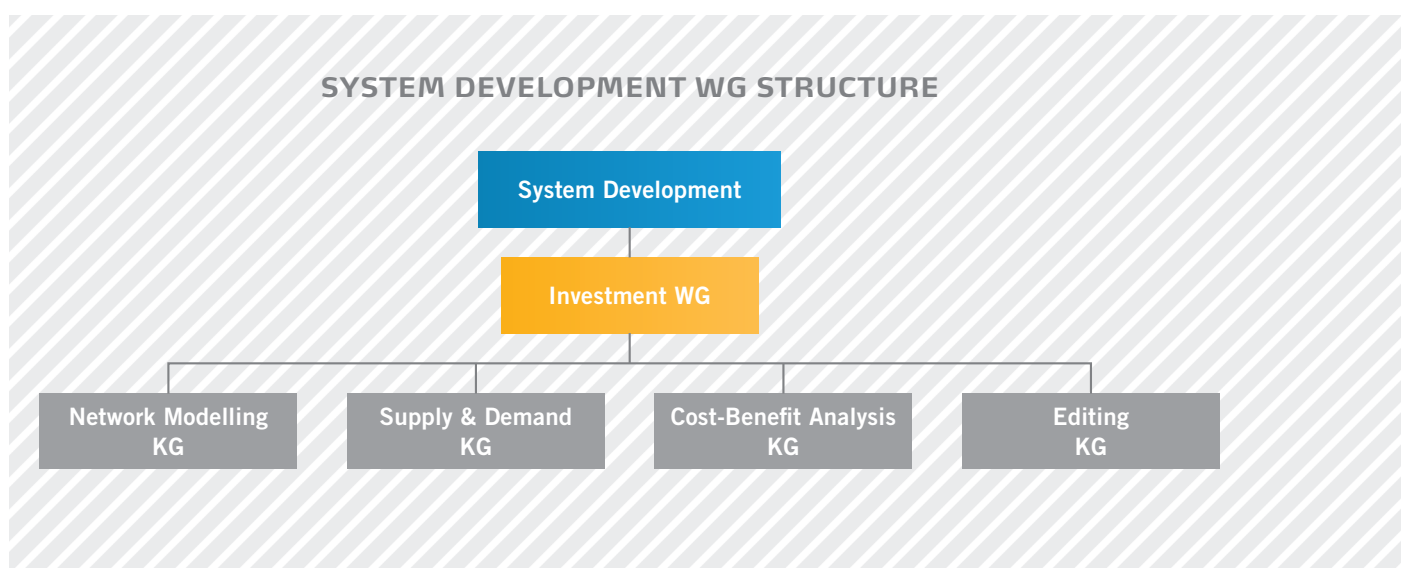 SYSTEM DEVELOPMENT WG STRUCTURE
System Development
Investment WG
Network Modelling
KG
Supply & Demand
KG
Cost-Benefit Analysis
KG
Editing
KG